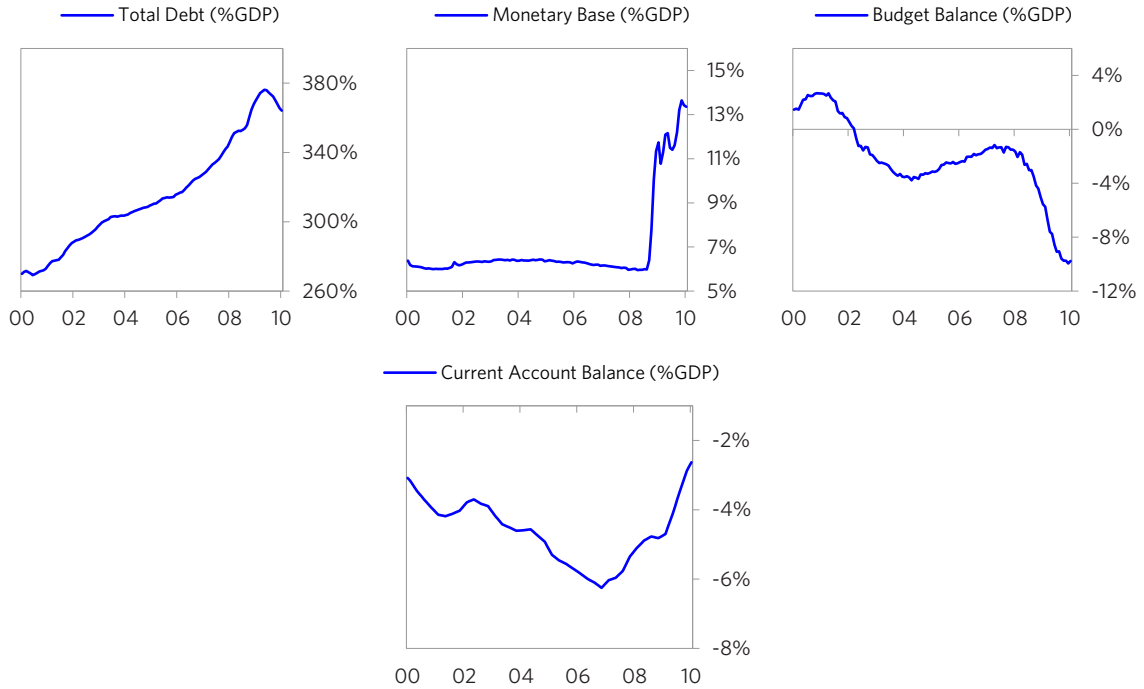 Total Debt (%GDP)
380%
340%
300%
260%
00 02 04 06 08 10
Monetary Base (%GDP)
15%
13%
11%
9%
7%
5%
00 02 04 06 08 10
Budget Balance (%GDP)
4%
0%
-4%
-8%
-12%
00 02 04 06 08 10
Current Account Balance (%GDP)
-2%
-4%
-6%
-8%
00 02 04 06 08 10